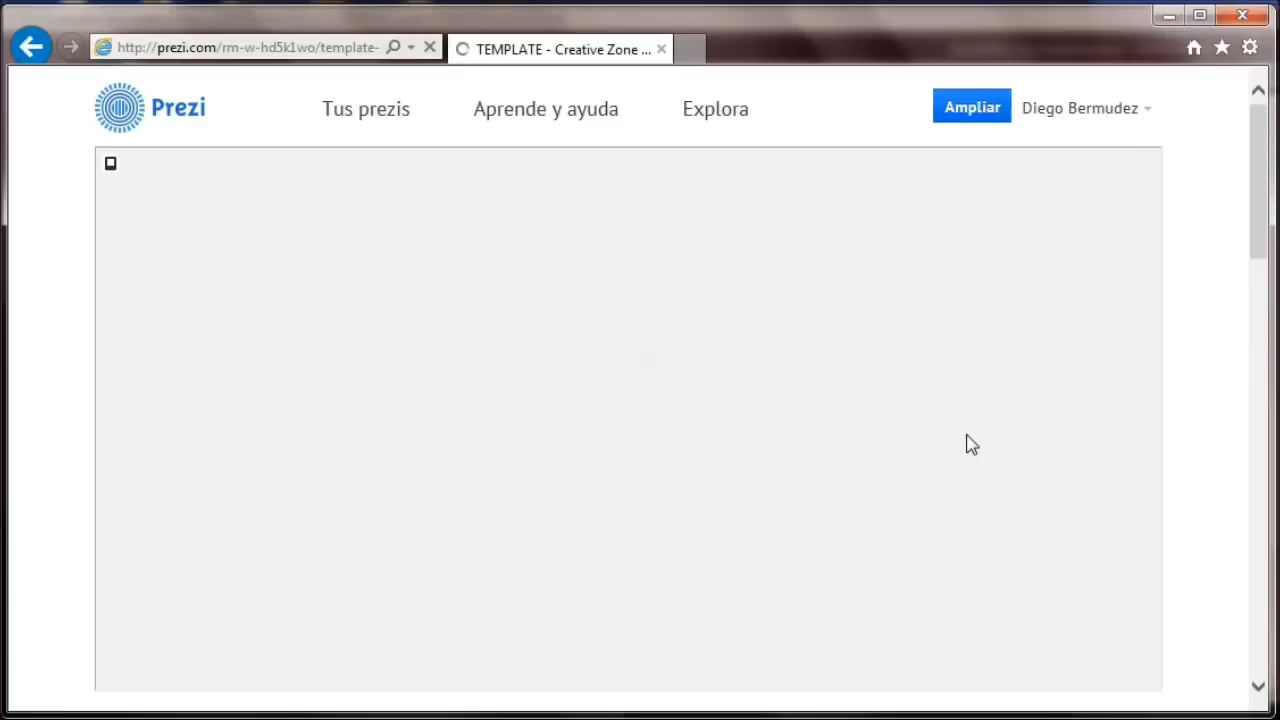 http://prezi.com/rm-w-hd5k1wo/template-
TEMPLATE - Creative Zone ...
Prezi
Tus prezis
Aprende y ayuda
Explora
Ampliar
Diego Bermudez